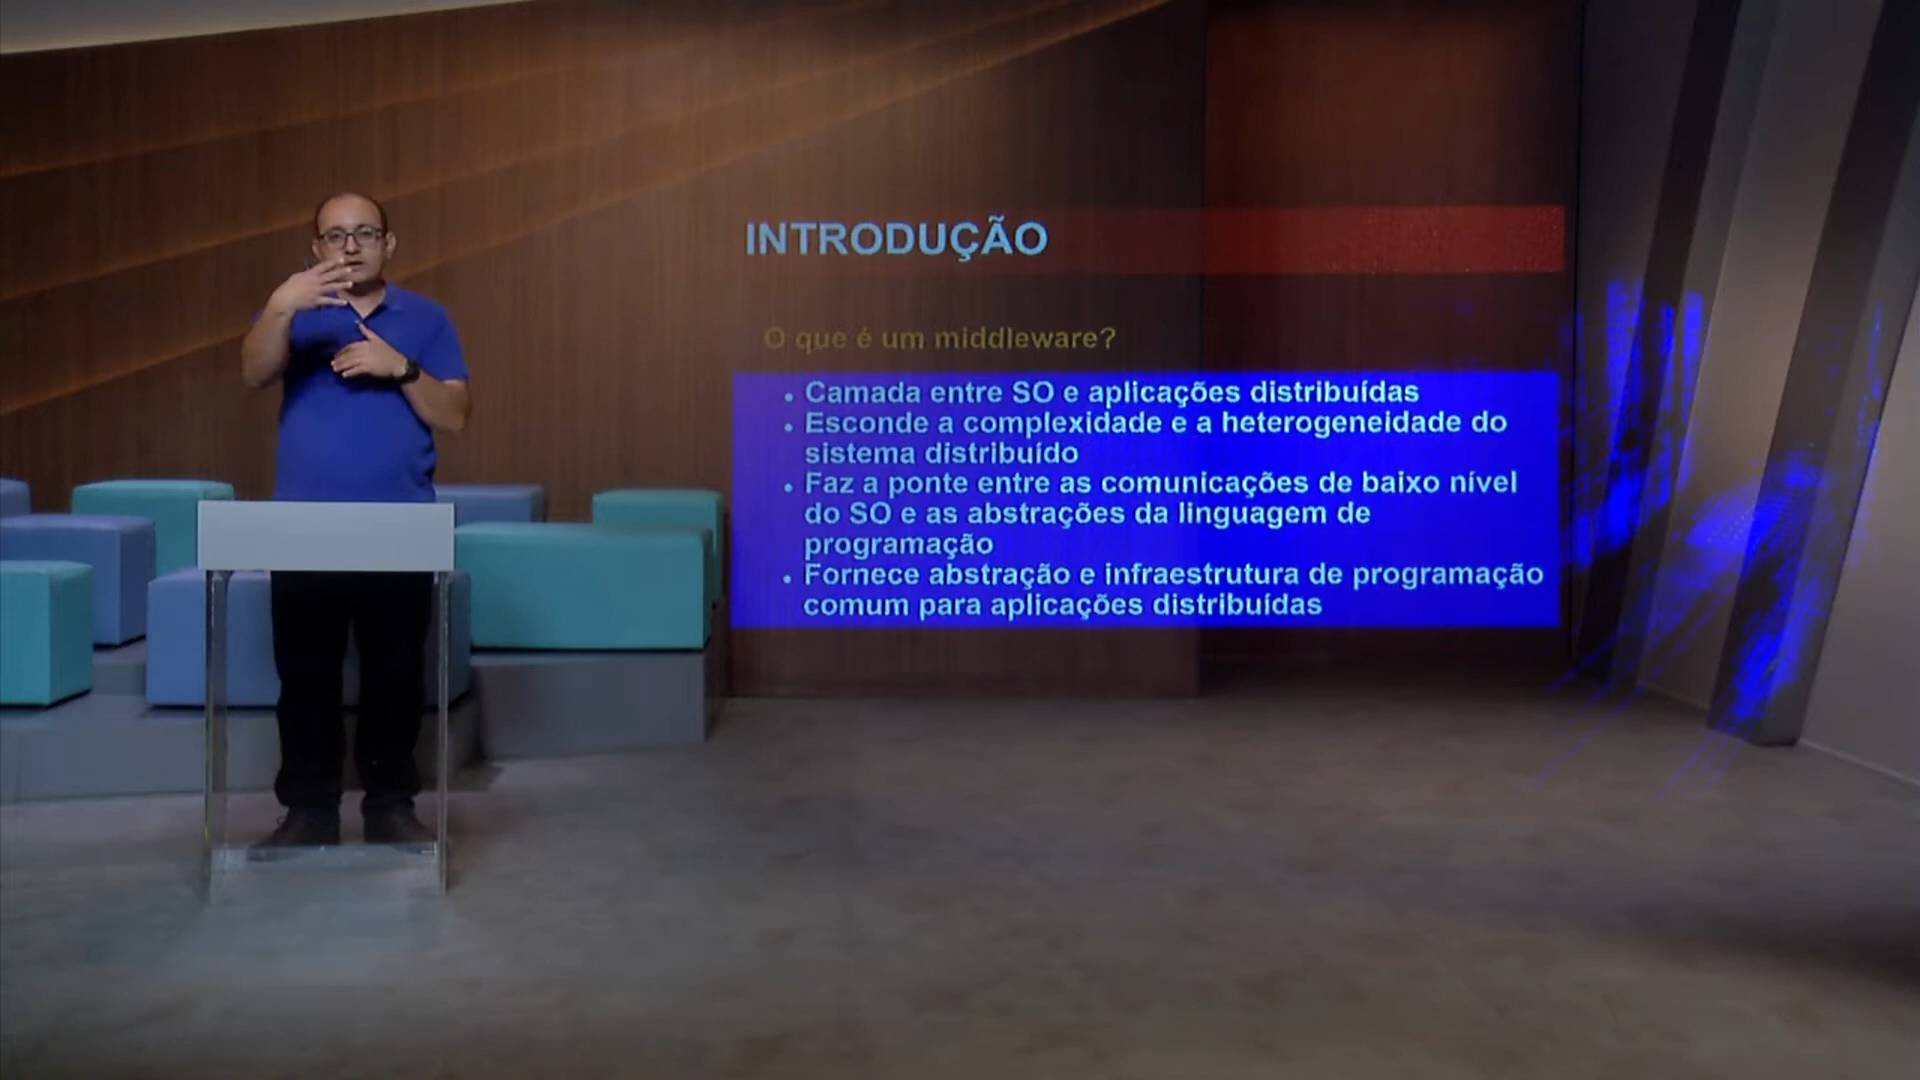 INTRODUÇÃO
O que é um middleware?
• Camada entre SO e aplicações distribuídas
• Esconde a complexidade e a heterogeneidade do
sistema distribuído
• Faz a ponte entre as comunicações de baixo nível
do SO e as abstrações da linguagem de
programação
• Fornece abstração e infraestrutura de programação
comum para aplicações distribuídas